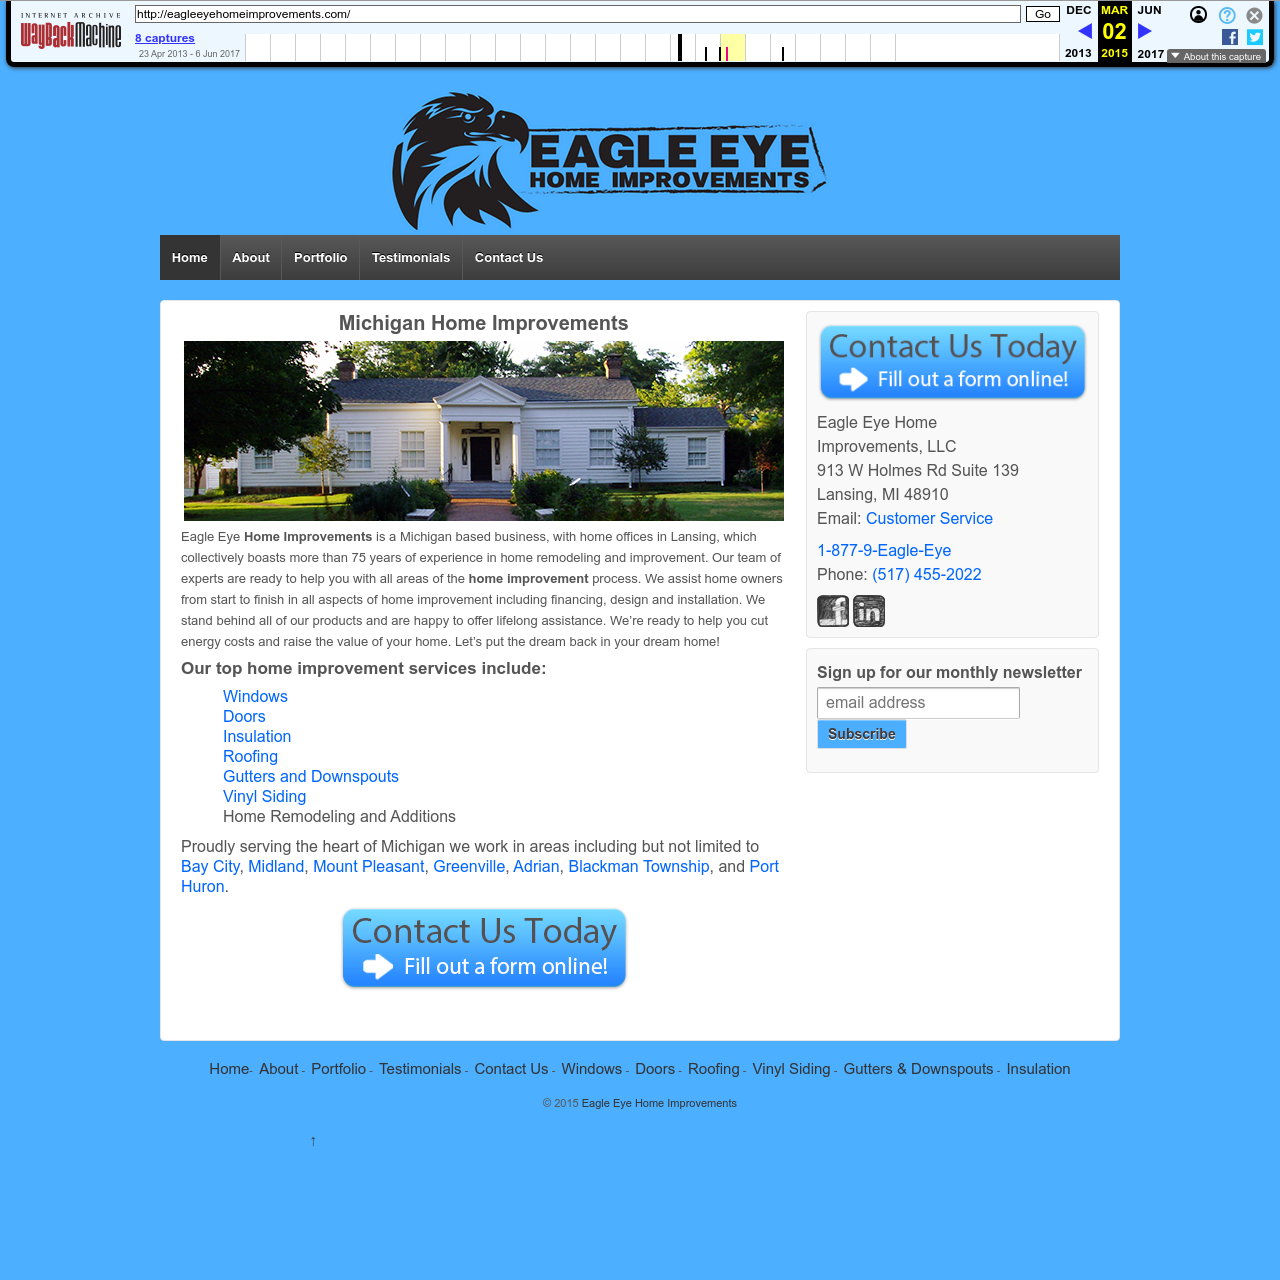 INTERNET ARCHIVE
WayBackMachine
http://eagleeyehomeimprovements.com/
Go
8 captures
23 Apr 2013 - 6 Jun 2017
DEC MAR JUN
02
2013 2015 2017
About this capture
EAGLE EYE
HOME IMPROVEMENTS
Home About Portfolio Testimonials Contact Us
Michigan Home Improvements
Eagle Eye Home Improvements is a Michigan based business, with home offices in Lansing, which
collectively boasts more than 75 years of experience in home remodeling and improvement. Our team of
experts are ready to help you with all areas of the home improvement process. We assist home owners
from start to finish in all aspects of home improvement including financing, design and installation. We
stand behind all of our products and are happy to offer lifelong assistance. We’re ready to help you cut
energy costs and raise the value of your home. Let’s put the dream back in your dream home!
Our top home improvement services include:
Windows
Doors
Insulation
Roofing
Gutters and Downspouts
Vinyl Siding
Home Remodeling and Additions
Proudly serving the heart of Michigan we work in areas including but not limited to
Bay City, Midland, Mount Pleasant, Greenville, Adrian, Blackman Township, and Port
Huron.
Contact Us Today
Fill out a form online!
Contact Us Today
Fill out a form online!
Eagle Eye Home
Improvements, LLC
913 W Holmes Rd Suite 139
Lansing, MI 48910
Email: Customer Service
1-877-9-Eagle-Eye
Phone: (517) 455-2022
f in
Sign up for our monthly newsletter
email address
Subscribe
Home - About - Portfolio - Testimonials - Contact Us - Windows - Doors - Roofing - Vinyl Siding - Gutters & Downspouts - Insulation
© 2015 Eagle Eye Home Improvements
↑